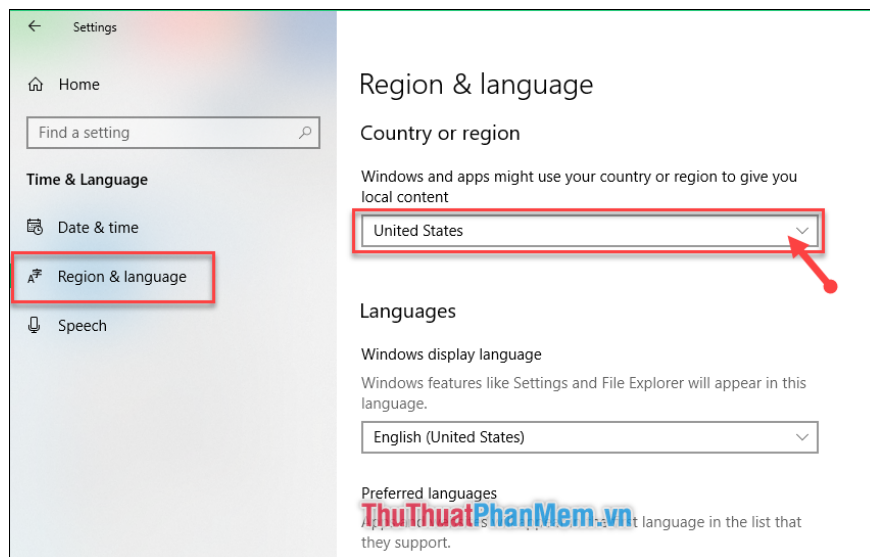 Settings
Home
Find a setting
Time & Language
Date & time
Region & language
Speech
Region & language
Country or region
Windows and apps might use your country or region to give you
local content
United States
Languages
Windows display language
Windows features like Settings and File Explorer will appear in this
language.
English (United States)
Preferred languages
ThuThuatPhanMem.vn
language in the list that
they support.